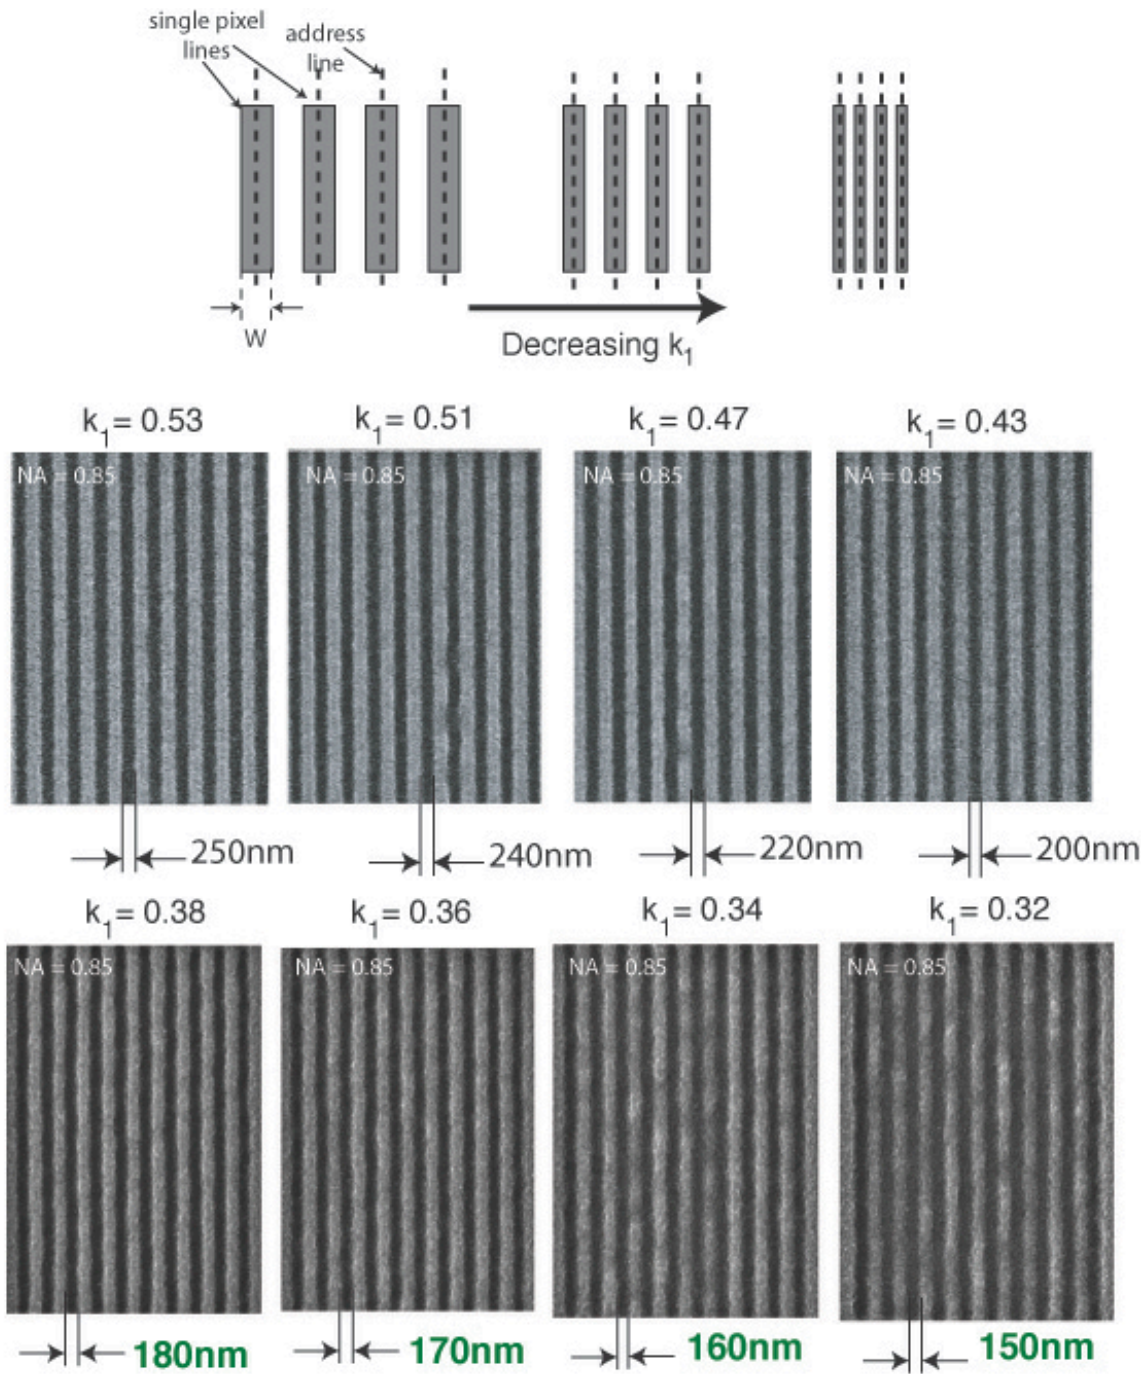 single pixel
lines
address
line
W
Decreasing k₁
k₁= 0.53
k₁= 0.51
k₁= 0.47
k₁= 0.43
NA = 0.85
NA = 0.85
NA = 0.85
NA = 0.85
250nm
240nm
220nm
200nm
k₁= 0.38
k₁= 0.36
k₁= 0.34
k₁= 0.32
NA = 0.85
NA = 0.85
NA = 0.85
NA = 0.85
180nm
170nm
160nm
150nm